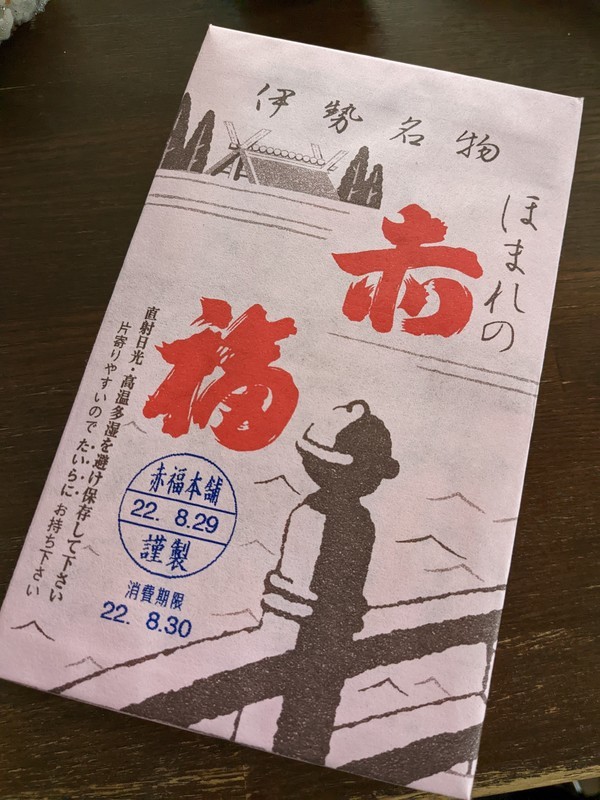 伊勢名物
ほまれの
赤
福
直射日光・高温多湿を避け保存して下さい
片寄りやすいのでたいらにお持ち下さい
赤福本舗
22. 8.29
謹製
消費期限
22. 8.30